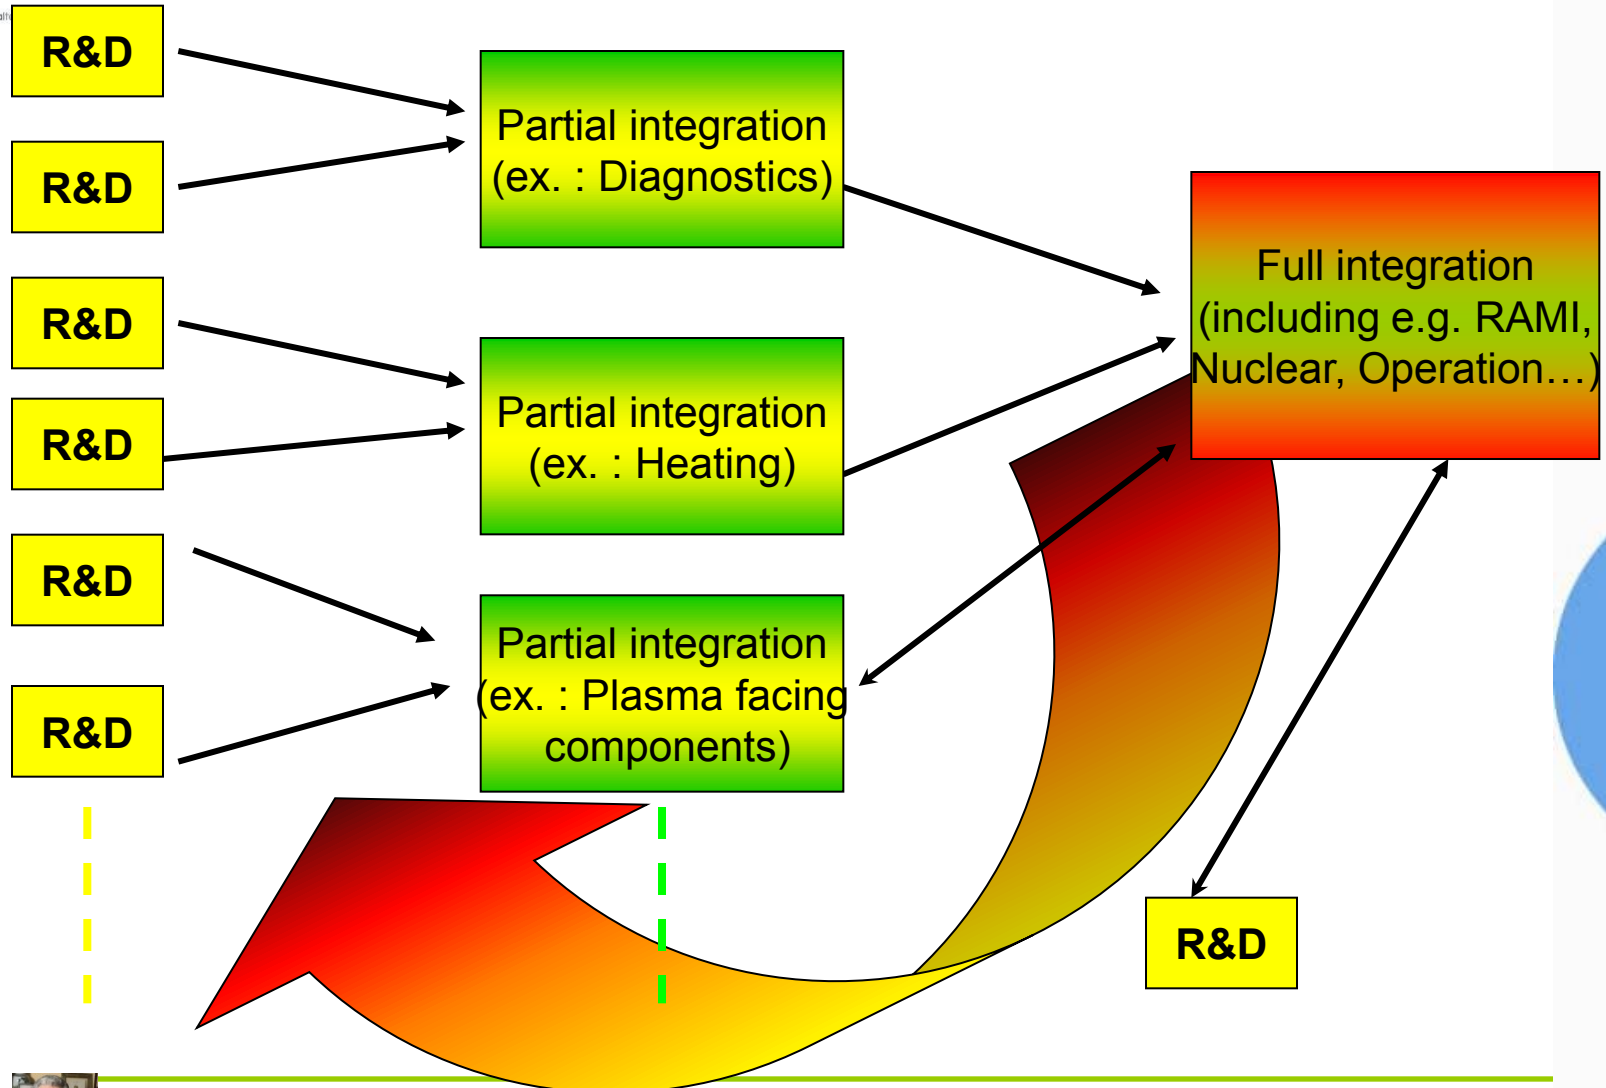 R&D
R&D
R&D
R&D
R&D
R&D
Partial integration
(ex. : Diagnostics)
Partial integration
(ex. : Heating)
Partial integration
(ex. : Plasma facing
components)
Full integration
(including e.g. RAMI,
Nuclear, Operation…)
R&D